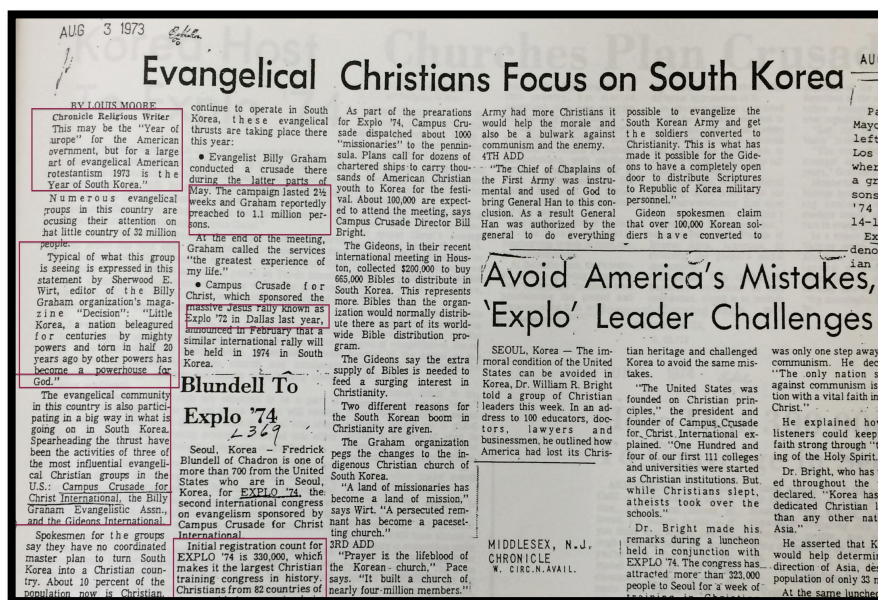 AUG 3 1973
Evangelical Christians Focus on South Korea
BY LOUIS MOORE
Chronicle Religious Writer
This may be the "Year of
urope" for the American
overnment, but for a large
art of evangelical American
rotestantism 1973 is the
Year of South Korea."
Numerous evangelical
groups in this country are
ocusing their attention on
hat little country of 32 million
people.
Typical of what this group
is seeing is expressed in this
statement by Sherwood E.
Wirt, editor of the Billy
Graham organization's maga-
zine "Decision": "Little
Korea, a nation beleagured
for centuries by mighty
powers and torn in half 20
years ago by other powers has
become a powerhouse for
God."
The evangelical community
in this country is also partici-
pating in a big way in what is
going on in South Korea.
Spearheading the thrust have
been the activities of three of
the most influential evangeli-
cal Christian groups in the
U.S.: Campus Crusade for
Christ International, the Billy
Graham Evangelistic Assn.,
and the Gideons International.
Spokesmen for the groups
say they have no coordinated
master plan to turn South
Korea into a Christian coun-
try. About 10 percent of the
population now is Christian.
continue to operate in South
Korea, these evangelical
thrusts are taking place there
this year:
• Evangelist Billy Graham
conducted a crusade there
during the latter parts of
May. The campaign lasted 2½
weeks and Graham reportedly
preached to 1.1 million per-
sons.
At the end of the meeting,
Graham called the services
"the greatest experience of
my life."
• Campus Crusade for
Christ, which sponsored the
massive Jesus rally known as
Explo '72 in Dallas last year,
announced in February that a
similar international rally will
be held in 1974 in South
Korea.
Blundell To
Explo '74
L369
Seoul, Korea — Fredrick
Blundell of Chadron is one of
more than 700 from the United
States who are in Seoul,
Korea, for EXPLO '74, the
second international congress
on evangelism sponsored by
Campus Crusade for Christ
International.
Initial registration count for
EXPLO '74 is 330,000, which
makes it the largest Christian
training congress in history.
Christians from 82 countries of
As part of the prearations
for Explo '74, Campus Cru-
sade dispatched about 1000
"missionaries" to the pennin-
sula. Plans call for dozens of
chartered ships to carry thou-
sands of American Christian
youth to Korea for the festi-
val. About 100,000 are expect-
ed to attend the meeting, says
Campus Crusade Director Bill
Bright.
The Gideons, in their recent
international meeting in Hous-
ton, collected $200,000 to buy
665,000 Bibles to distribute in
South Korea. This represents
more Bibles than the organ-
ization would normally distrib-
ute there as part of its world-
wide Bible distribution pro-
gram.
The Gideons say the extra
supply of Bibles is needed to
feed a surging interest in
Christianity.
Two different reasons for
the South Korean boom in
Christianity are given.
The Graham organization
pegs the changes to the in-
digenous Christian church of
South Korea.
"A land of missionaries has
become a land of mission,"
says Wirt. "A persecuted rem-
nant has become a paceset-
ting church."
3RD ADD
"Prayer is the lifeblood of
the Korean church," Pace
says. "It built a church of
nearly four-million members."
Army had more Christians it
would help the morale and
also be a bulwark against
communism and the enemy.
4TH ADD
"The Chief of Chaplains of
the First Army was instru-
mental and used of God to
bring General Han to this con-
clusion. As a result General
Han was authorized by the
general to do everything
possible to evangelize the
South Korean Army and get
the soldiers converted to
Christianity. This is what has
made it possible for the Gide-
ons to have a completely open
door to distribute Scriptures
to Republic of Korea military
personnel."
Gideon spokesmen claim
that over 100,000 Korean sol-
diers have converted to
AU
Pa
Mayo
left
Los
wher
a gr
sons
'74
14-1
Ex
deno
ian
Avoid America's Mistakes,
'Explo' Leader Challenges
SEOUL, Korea — The im-
moral condition of the United
States can be avoided in
Korea, Dr. William R. Bright
told a group of Christian
leaders this week. In an ad-
dress to 100 educators, doc-
tors, lawyers and
businessmen, he outlined how
America had lost its Chris-
MIDDLESEX, N.J.
CHRONICLE
W. CIRC.N.AVAIL.
tian heritage and challenged
Korea to avoid the same mis-
takes.
"The United States was
founded on Christian prin-
ciples," the president and
founder of Campus Crusade
for Christ International ex-
plained. "One Hundred and
four of our first 111 colleges
and universities were started
as Christian institutions. But
while Christians slept,
atheists took over the
schools."
Dr. Bright made his
remarks during a luncheon
held in conjunction with
EXPLO '74. The congress has
attracted more than 323,000
people to Seoul for a week of
training in Christian
was only one step away
communism. He dec
"The only nation s
against communism is
tion with a vital faith in
Christ."
He explained how
listeners could keep
faith strong through "t
ing of the Holy Spirit.
Dr. Bright, who has
ed throughout the
declared. "Korea has
dedicated Christian l
than any other nat
Asia."
He asserted that K
would help determin
direction of Asia, des
population of only 33 m
At the same lunche